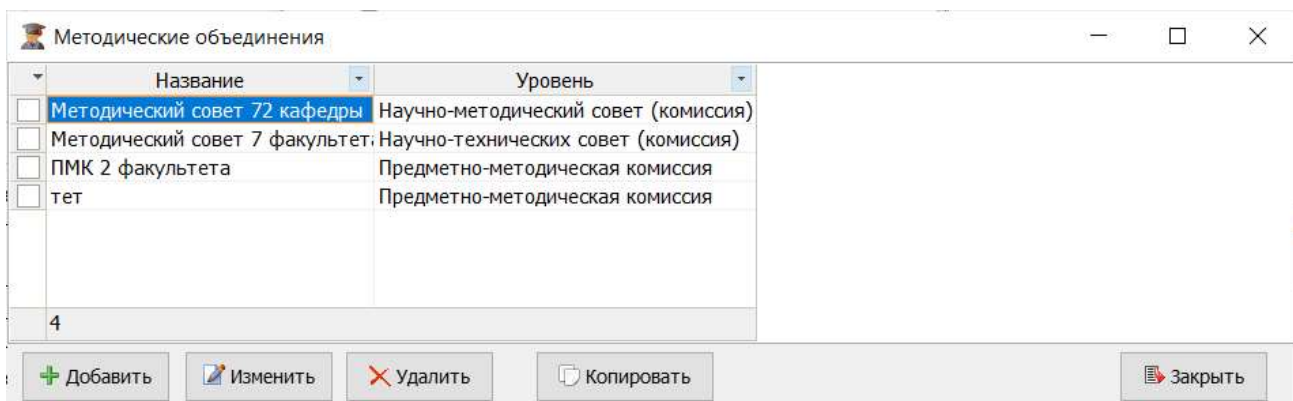 Методические объединения
Название Уровень
Методический совет 72 кафедры Научно-методический совет (комиссия)
Методический совет 7 факультета Научно-технических совет (комиссия)
ПМК 2 факультета Предметно-методическая комиссия
тет Предметно-методическая комиссия
4
Добавить Изменить Удалить Копировать Закрыть